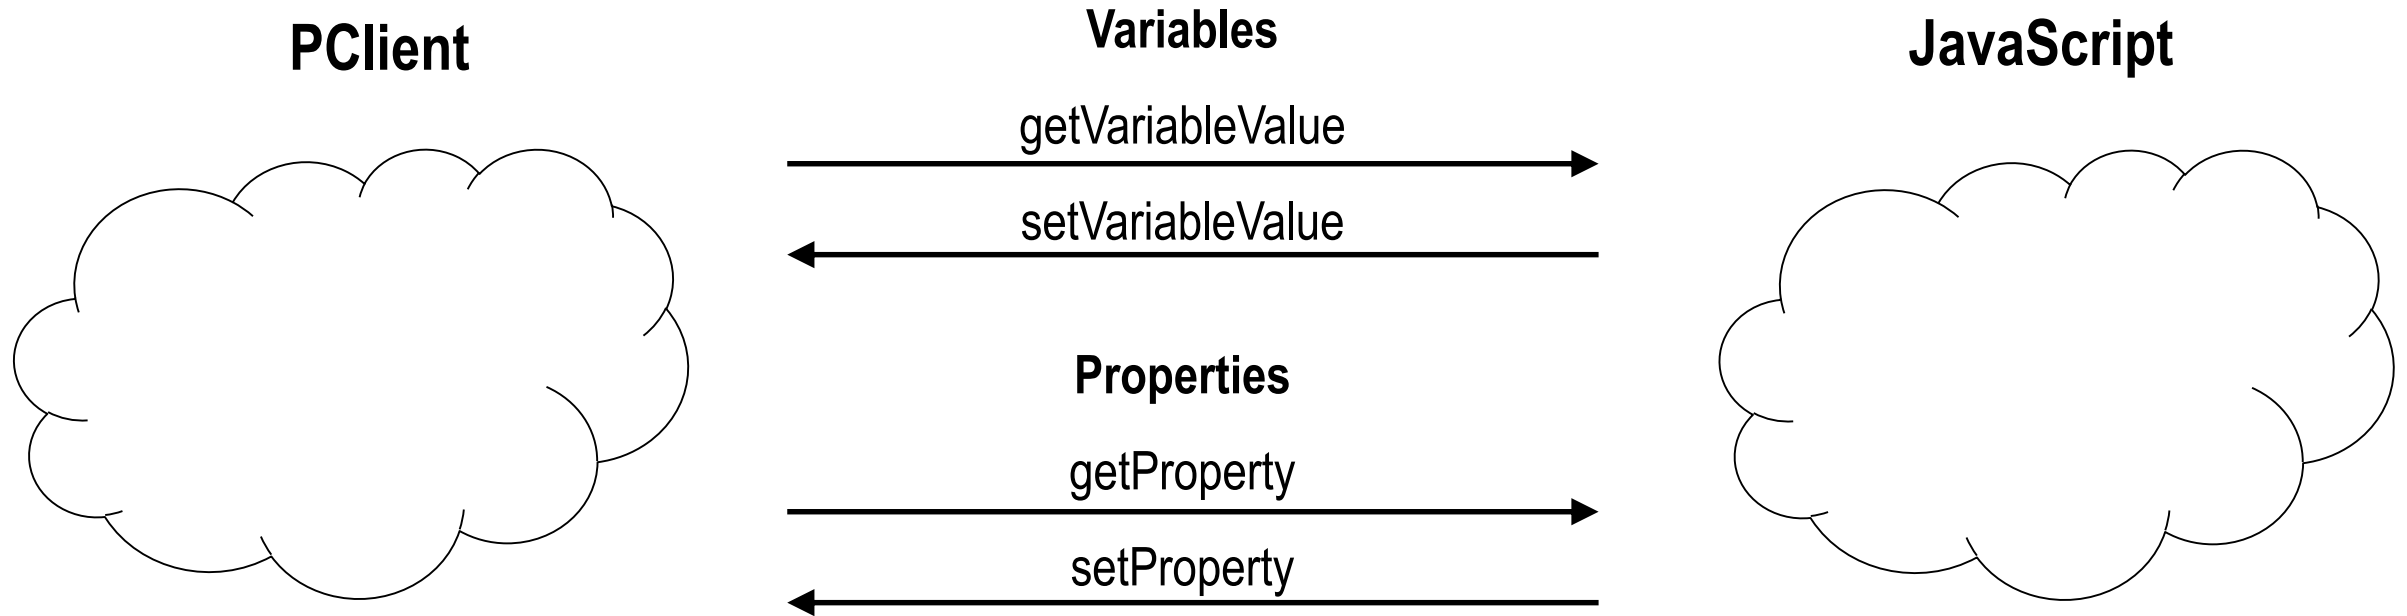 PClient
Variables
JavaScript
getVariableValue
setVariableValue
Properties
getProperty
setProperty